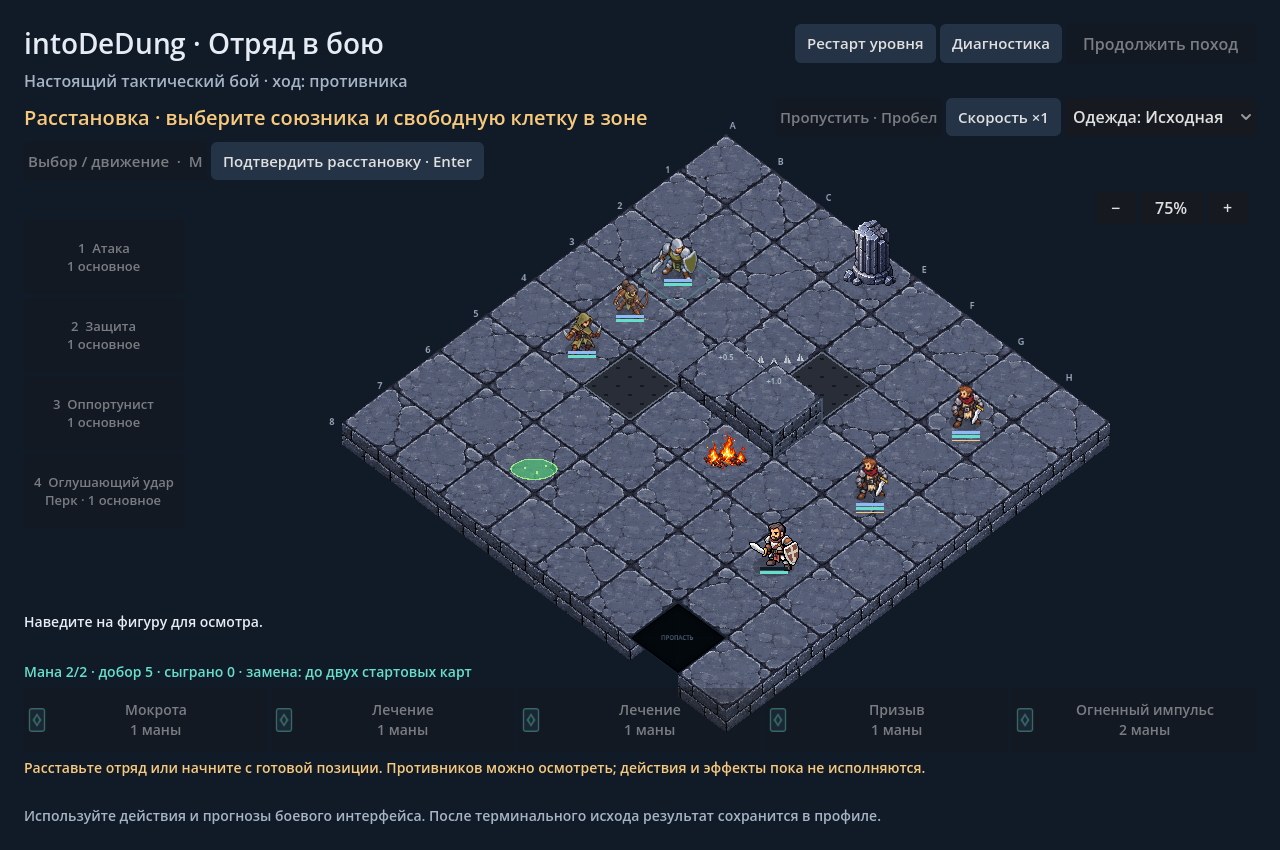 intoDeDung · Отряд в бою
Рестарт уровня
Диагностика
Продолжить поход
Настоящий тактический бой · ход: противника
Расстановка · выберите союзника и свободную клетку в зоне
Пропустить · Пробел
Скорость ×1
Одежда: Исходная
Выбор / движение · М
Подтвердить расстановку · Enter
− 75% +
A
B
C
E
F
G
H
1
2
3
4
5
6
7
8
+0.5
+1.0
ПРОПАСТЬ
1 Атака
1 основное
2 Защита
1 основное
3 Оппортунист
1 основное
4 Оглушающий удар
Перк · 1 основное
Наведите на фигуру для осмотра.
Мана 2/2 · добор 5 · сыграно 0 · замена: до двух стартовых карт
Мокрота
1 маны
Лечение
1 маны
Лечение
1 маны
Призыв
1 маны
Огненный импульс
2 маны
Расставьте отряд или начните с готовой позиции. Противников можно осмотреть; действия и эффекты пока не исполняются.
Используйте действия и прогнозы боевого интерфейса. После терминального исхода результат сохранится в профиле.